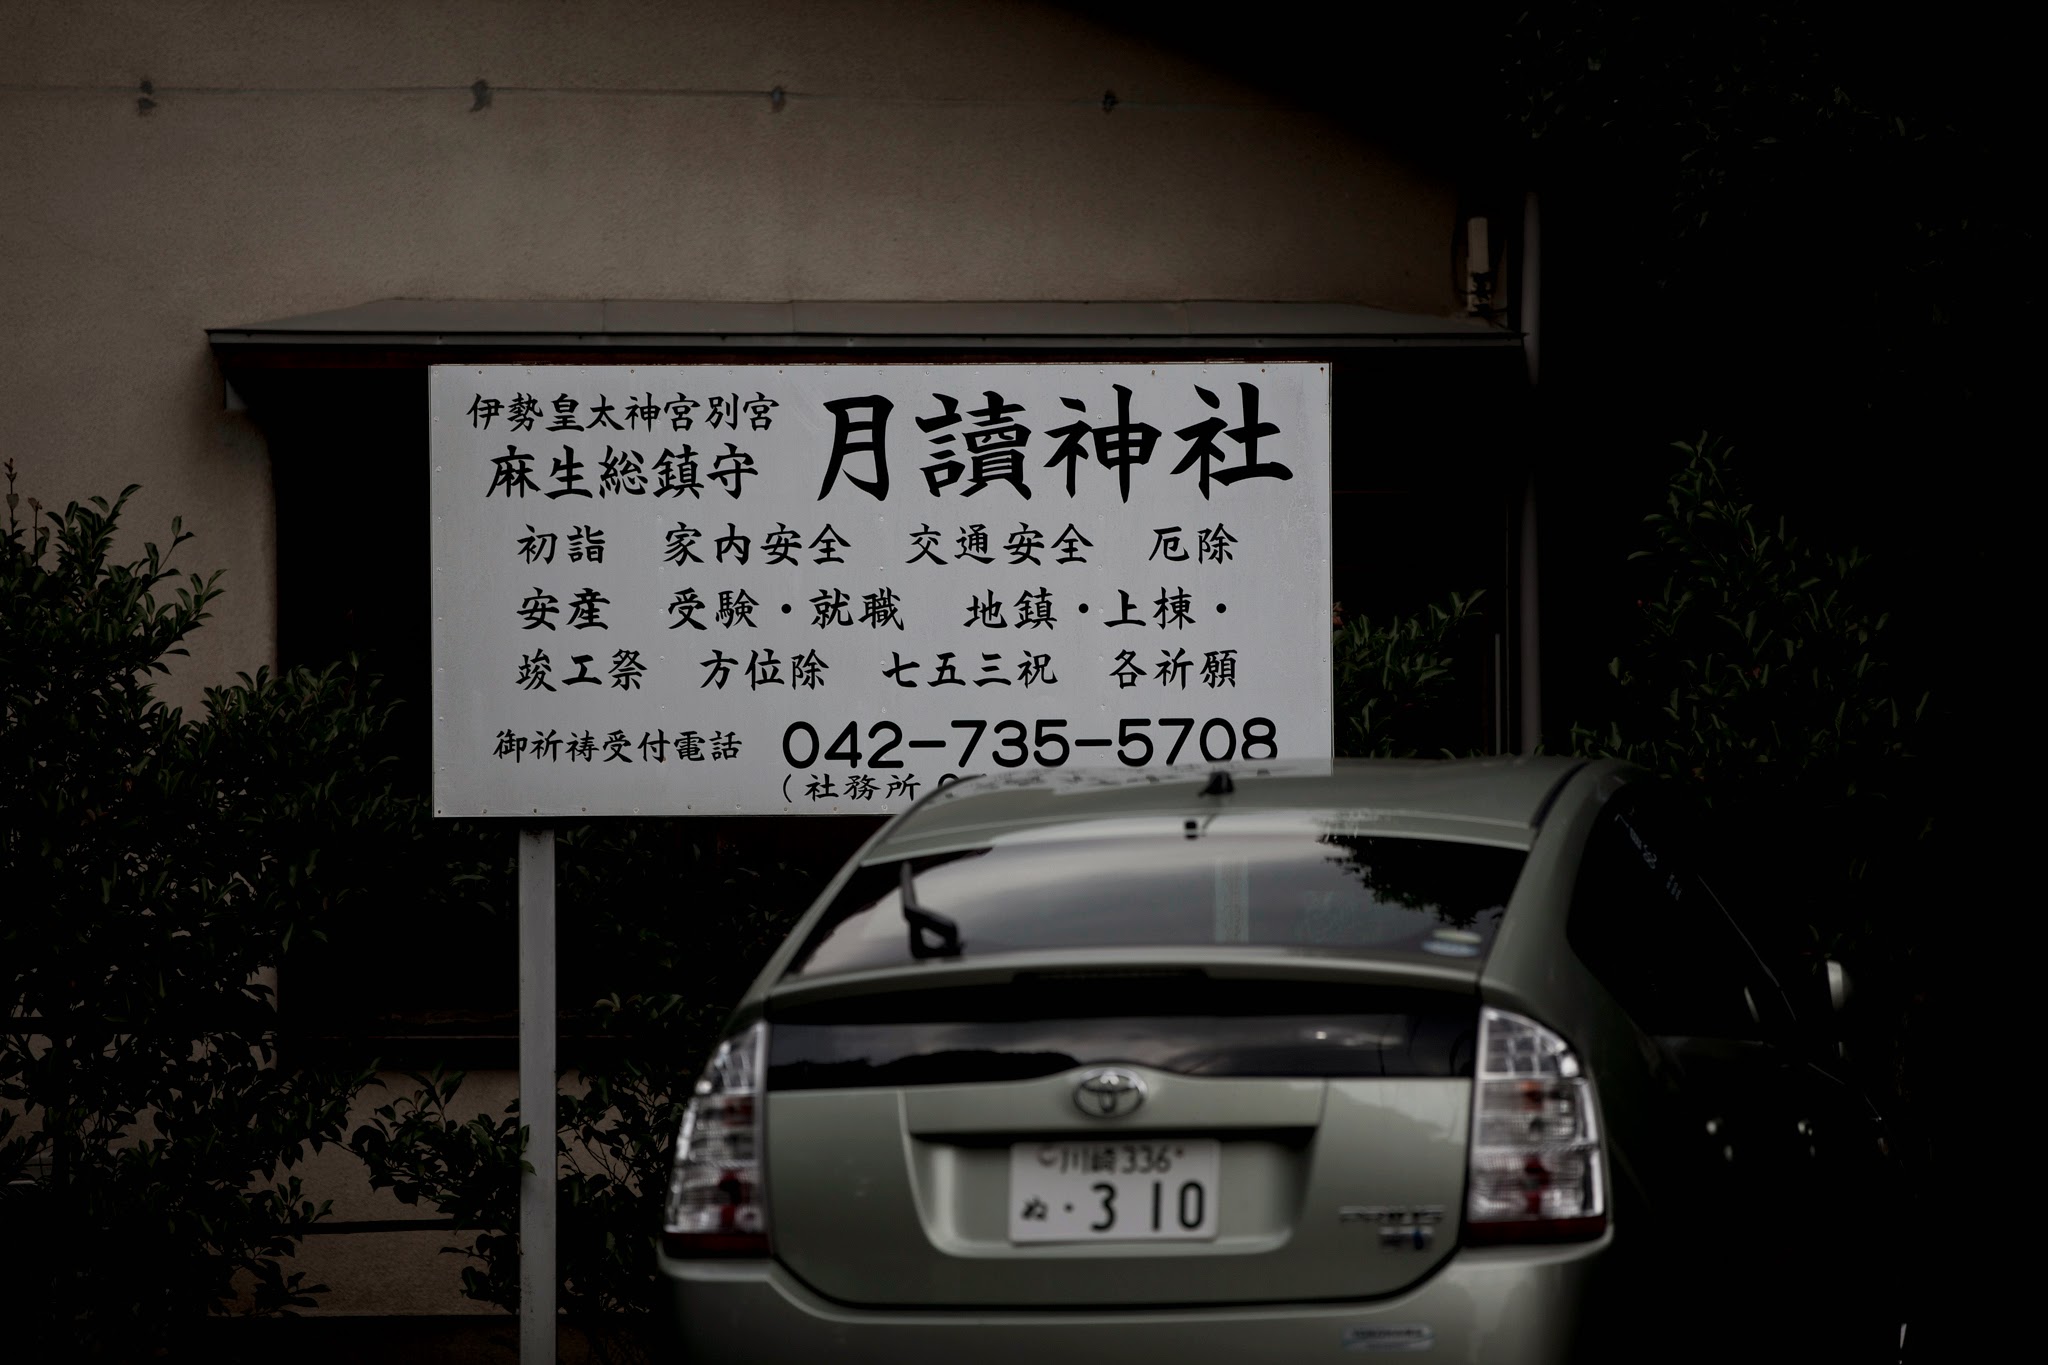 伊勢皇太神宮別宮
麻生総鎮守
月讀神社
初詣 家内安全 交通安全 厄除
安産 受験・就職 地鎮・上棟・
竣工祭 方位除 七五三祝 各祈願
御祈祷受付電話 042-735-5708
(社務所
川崎 336
ぬ ・310